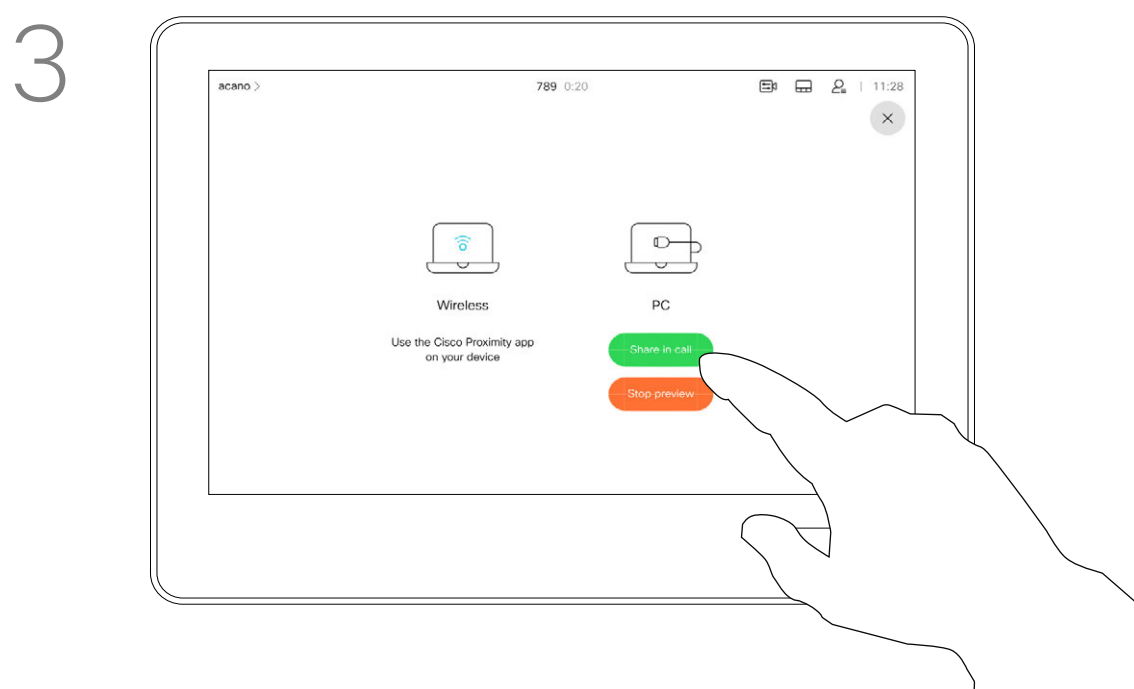 3
acano >
789 0:20
11:28
Wireless
PC
Use the Cisco Proximity app
on your device
Share in call
Stop preview